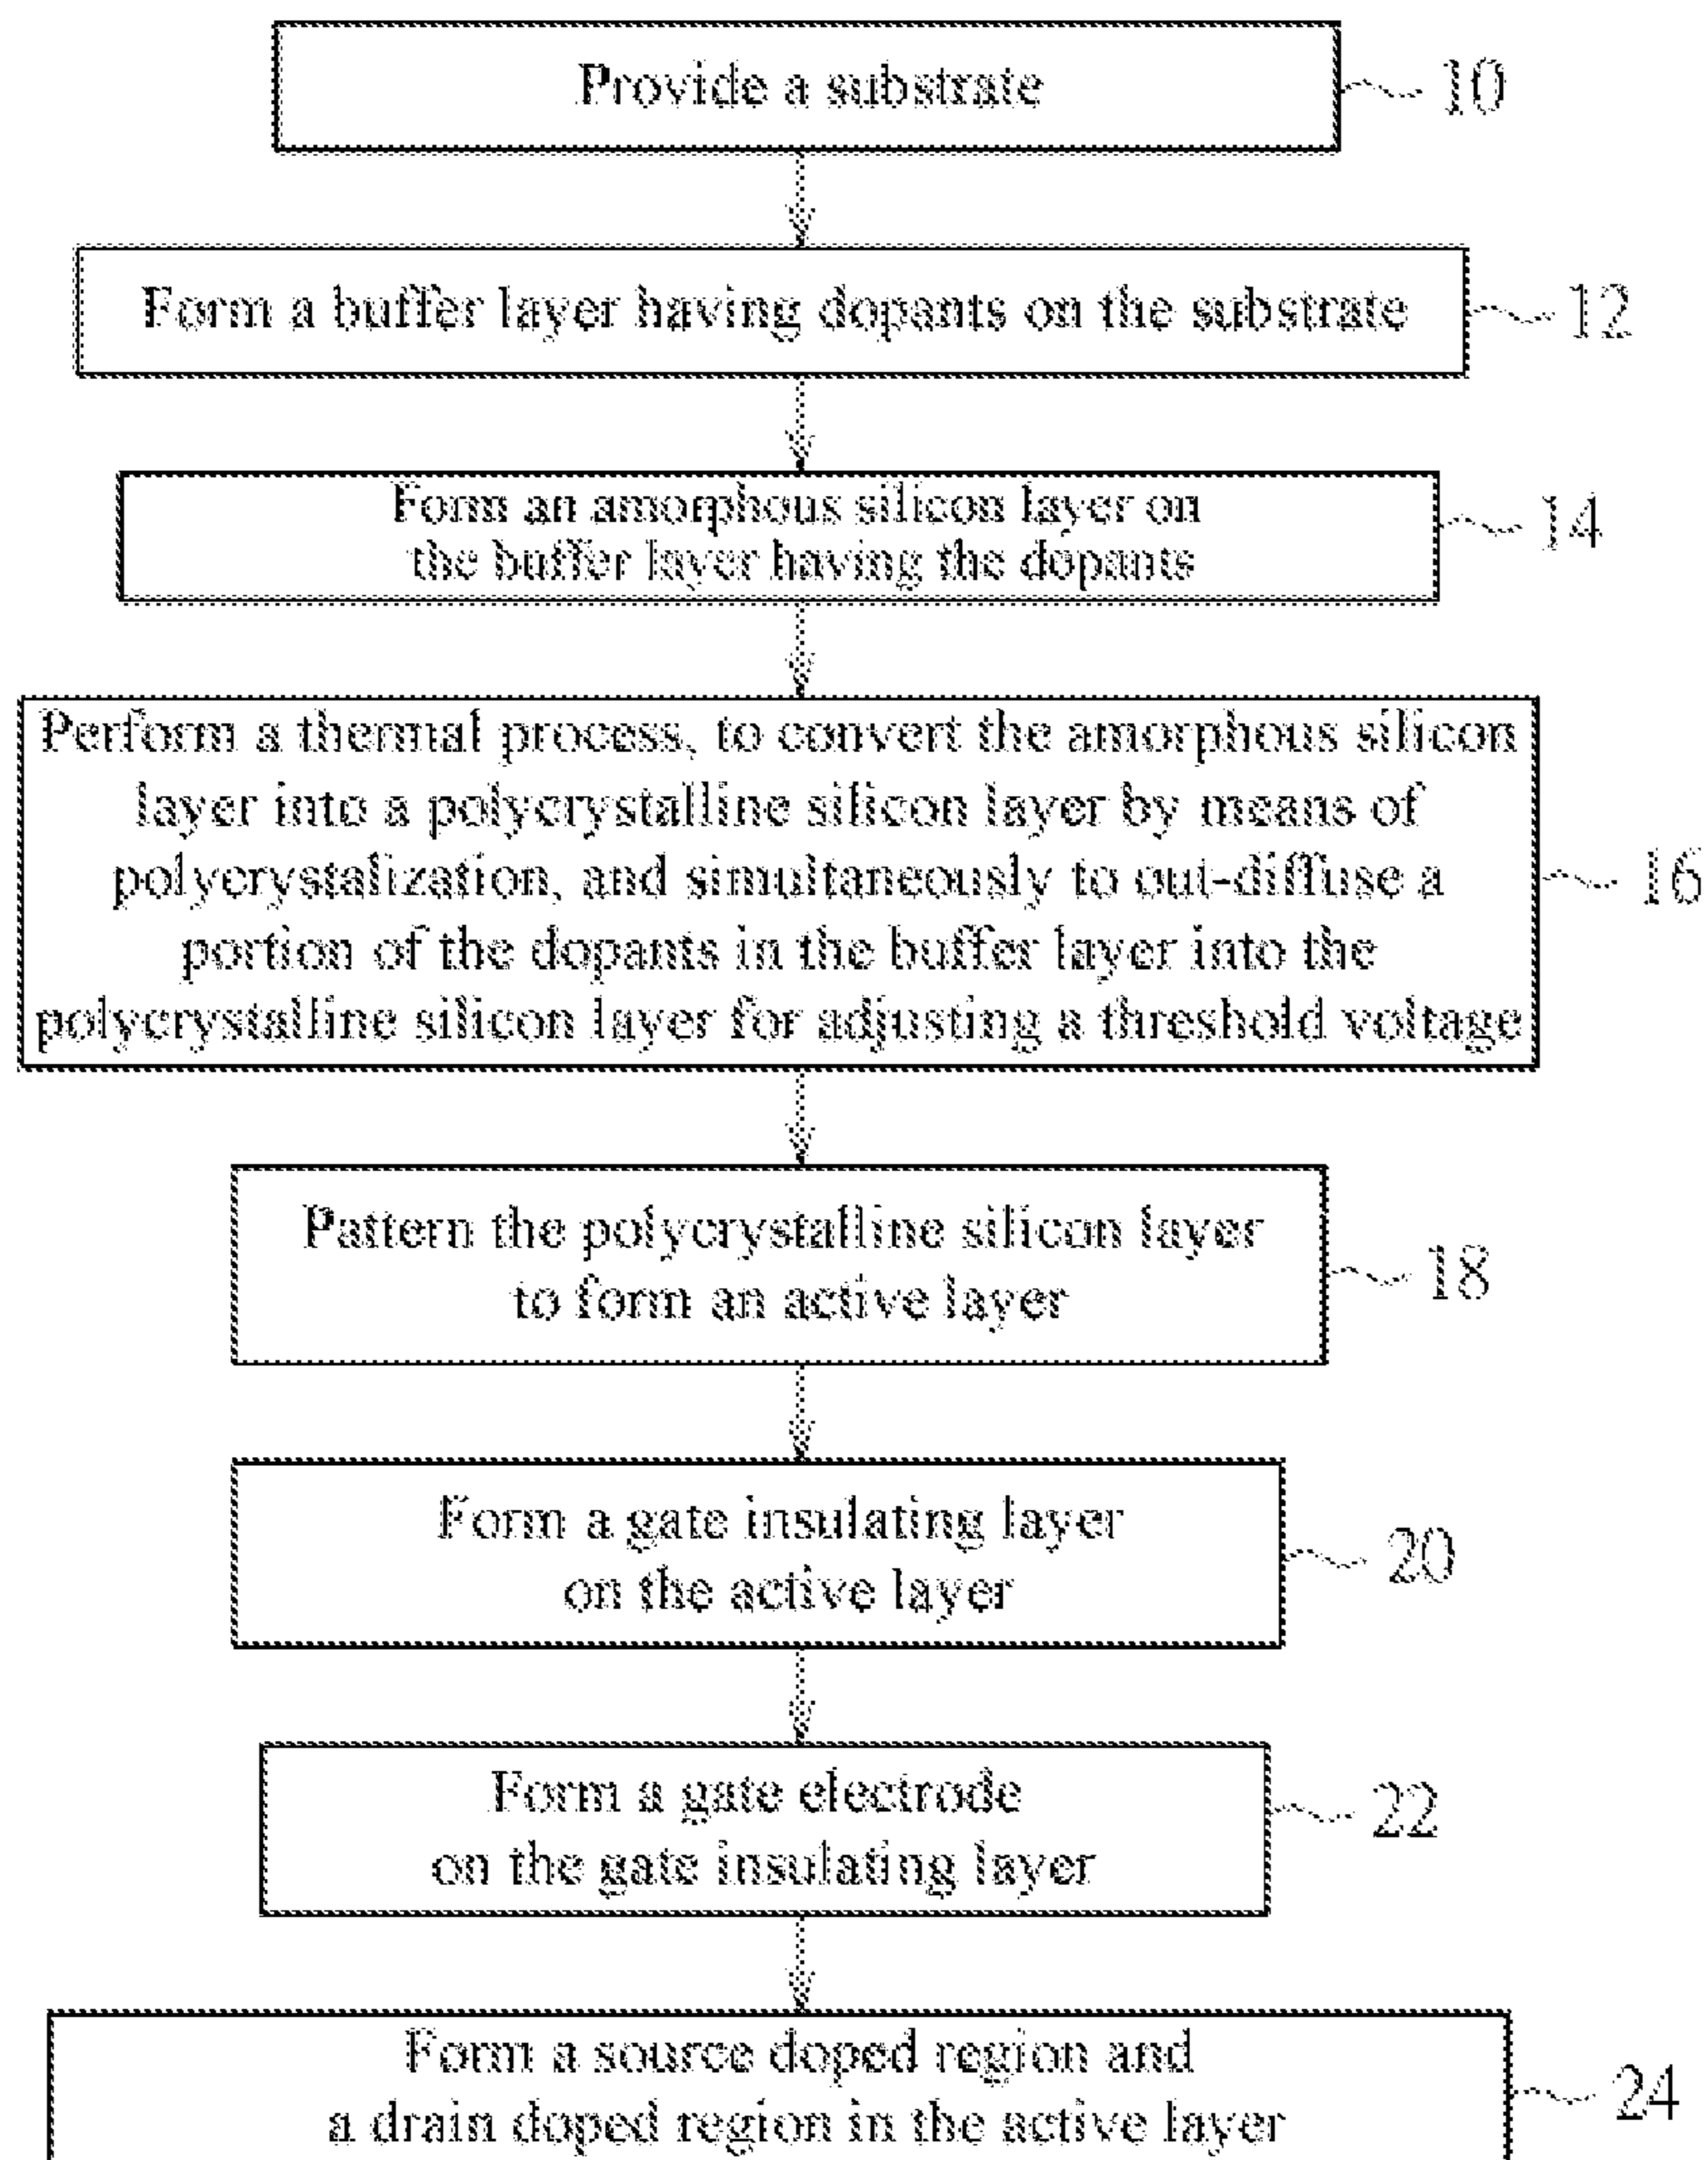 Provide a substrate
10
Form a buffer layer having dopants on the substrate
12
Form an amorphous silicon layer on
the buffer layer having the dopants
14
Perform a thermal process, to convert the amorphous silicon
layer into a polycrystalline silicon layer by means of
polycrystalization, and simultaneously to out-diffuse a
portion of the dopants in the buffer layer into the
polycrystalline silicon layer for adjusting a threshold voltage
16
Pattern the polycrystalline silicon layer
to form an active layer
18
Form a gate insulating layer
on the active layer
20
Form a gate electrode
on the gate insulating layer
22
Form a source doped region and
a drain doped region in the active layer
24